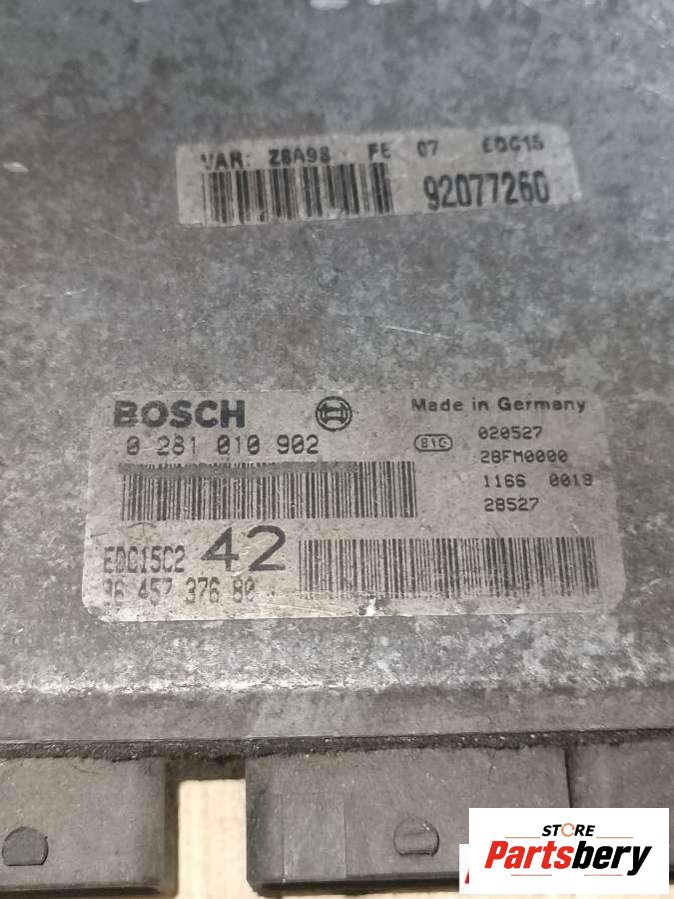 VAR: Z8A98 FE 07 EDC15
92077260
BOSCH
Made in Germany
0 281 010 902
020527
28FM0000
1166 0019
28527
EDC15C2
42
96 457 376 80
STORE
Partsbery